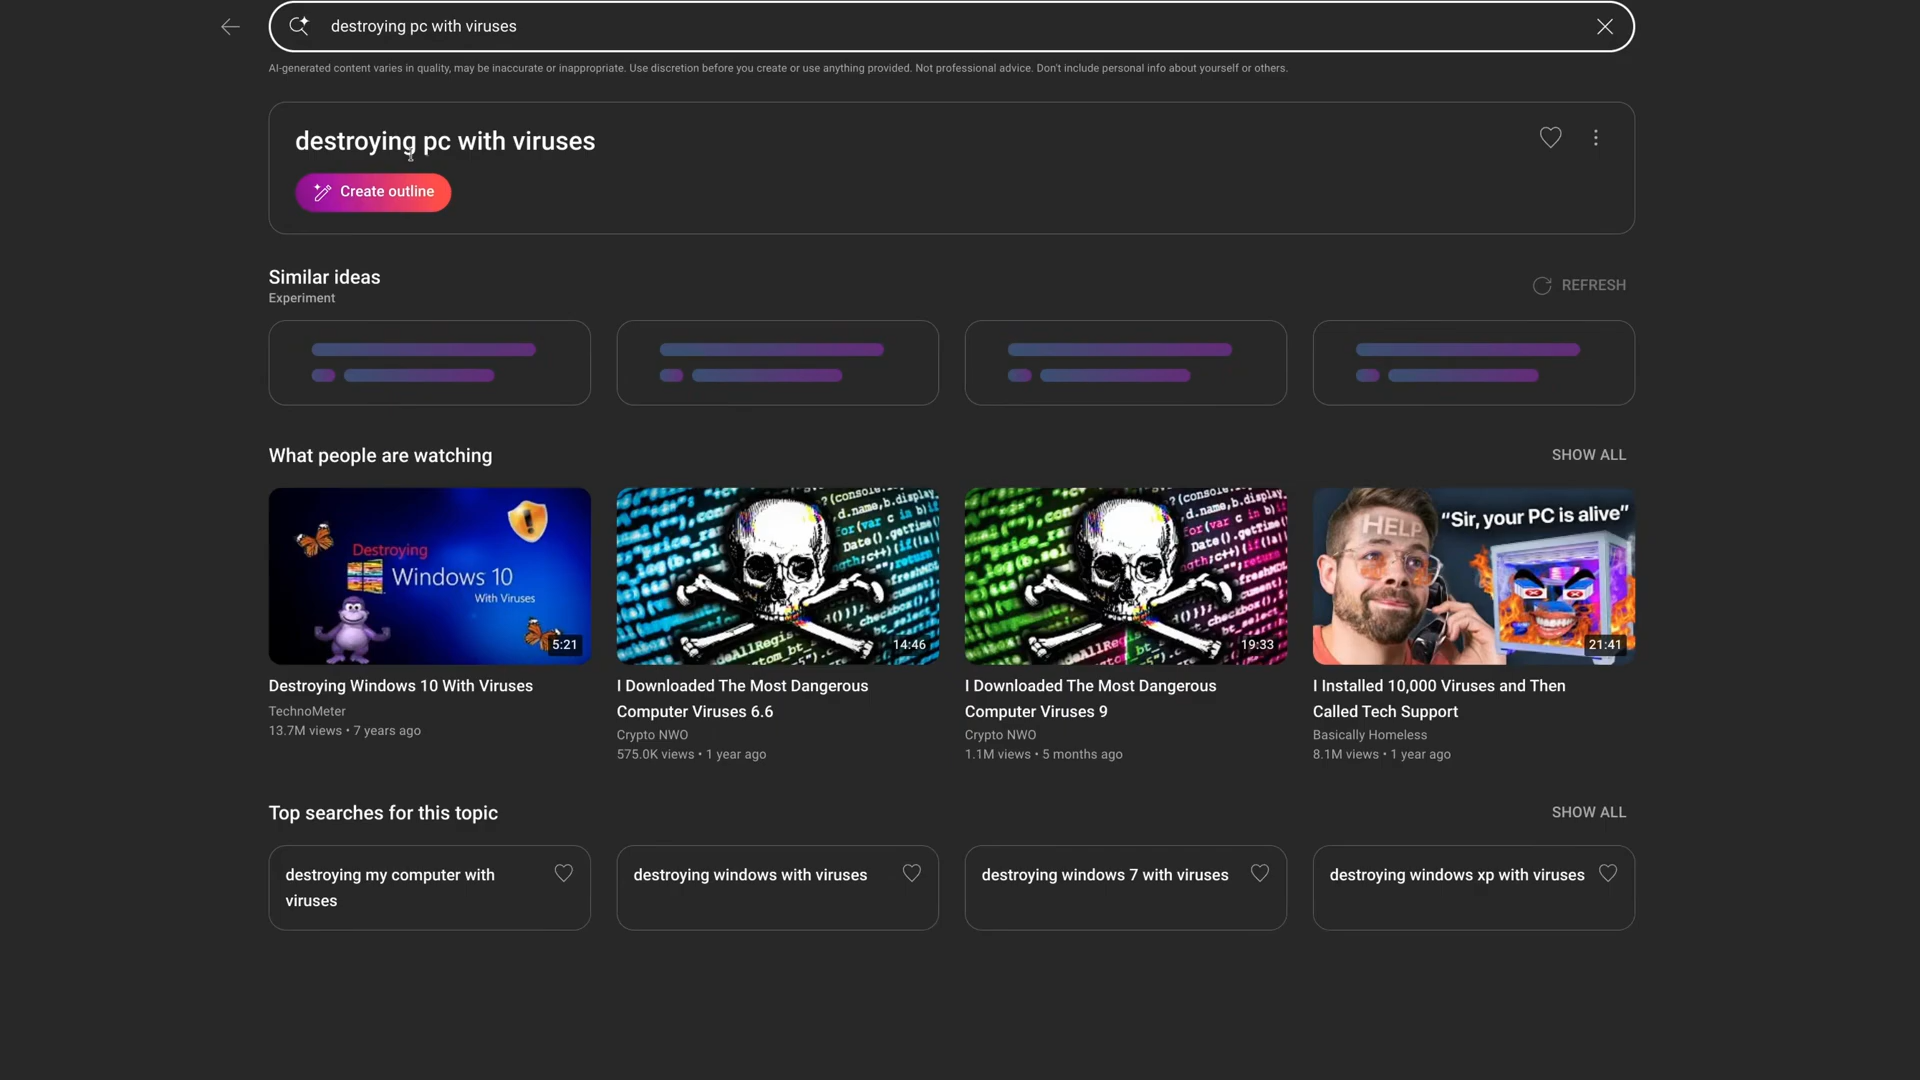 destroying pc with viruses
AI-generated content varies in quality, may be inaccurate or inappropriate. Use discretion before you create or use anything provided. Not professional advice. Don't include personal info about yourself or others.
destroying pc with viruses
Create outline
Similar ideas
Experiment
REFRESH
What people are watching
SHOW ALL
Destroying
Windows 10
With Viruses
5:21
14:46
19:33
HELP
"Sir, your PC is alive"
21:41
Destroying Windows 10 With Viruses
TechnoMeter
13.7M views • 7 years ago
I Downloaded The Most Dangerous
Computer Viruses 6.6
Crypto NWO
575.0K views • 1 year ago
I Downloaded The Most Dangerous
Computer Viruses 9
Crypto NWO
1.1M views • 5 months ago
I Installed 10,000 Viruses and Then
Called Tech Support
Basically Homeless
8.1M views • 1 year ago
Top searches for this topic
SHOW ALL
destroying my computer with
viruses
destroying windows with viruses
destroying windows 7 with viruses
destroying windows xp with viruses